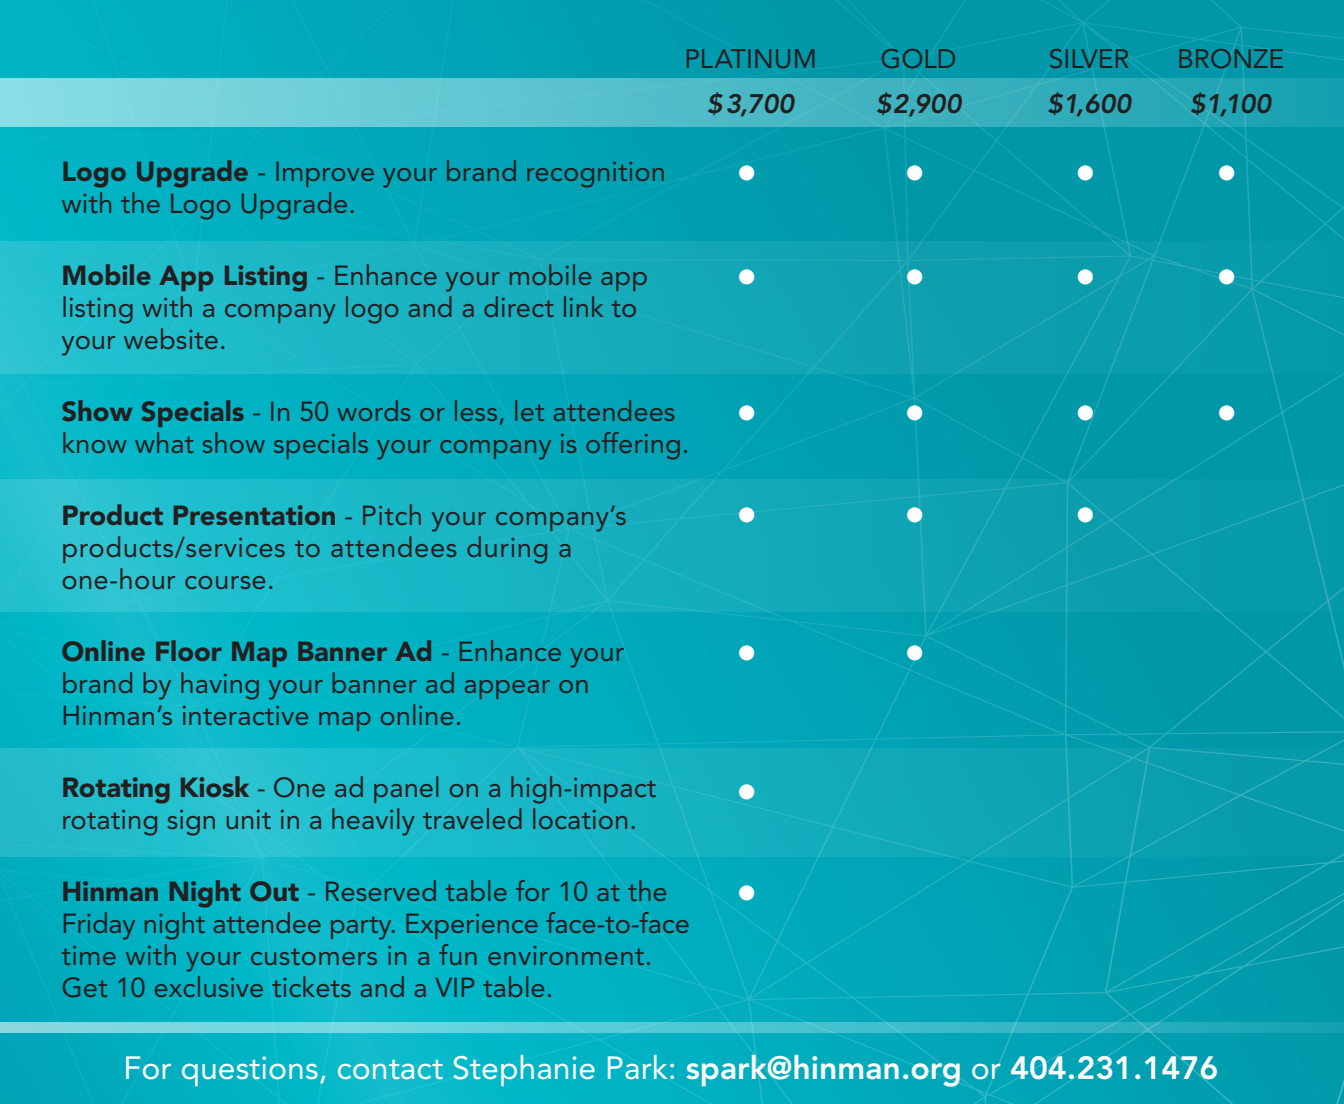 PLATINUM GOLD SILVER BRONZE
$3,700 $2,900 $1,600 $1,100
Logo Upgrade - Improve your brand recognition
with the Logo Upgrade.
Mobile App Listing - Enhance your mobile app
listing with a company logo and a direct link to
your website.
Show Specials - In 50 words or less, let attendees
know what show specials your company is offering.
Product Presentation - Pitch your company's
products/services to attendees during a
one-hour course.
Online Floor Map Banner Ad - Enhance your
brand by having your banner ad appear on
Hinman's interactive map online.
Rotating Kiosk - One ad panel on a high-impact
rotating sign unit in a heavily traveled location.
Hinman Night Out - Reserved table for 10 at the
Friday night attendee party. Experience face-to-face
time with your customers in a fun environment.
Get 10 exclusive tickets and a VIP table.
For questions, contact Stephanie Park: spark@hinman.org or 404.231.1476